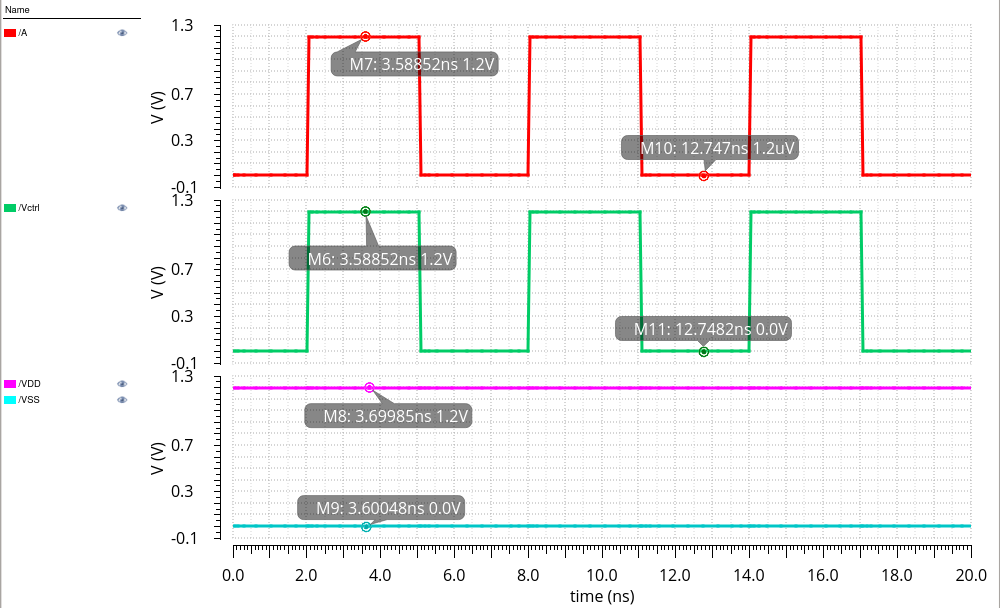 Name
/A
1.3
0.7
0.3
-0.1
V (V)
M7: 3.58852ns 1.2V
M10: 12.747ns 1.2uV
/Vctrl
1.3
0.7
0.3
-0.1
V (V)
M6: 3.58852ns 1.2V
M11: 12.7482ns 0.0V
/VDD
/VSS
1.3
0.7
0.3
-0.1
V (V)
M8: 3.69985ns 1.2V
M9: 3.60048ns 0.0V
0.0 2.0 4.0 6.0 8.0 10.0 12.0 14.0 16.0 18.0 20.0
time (ns)